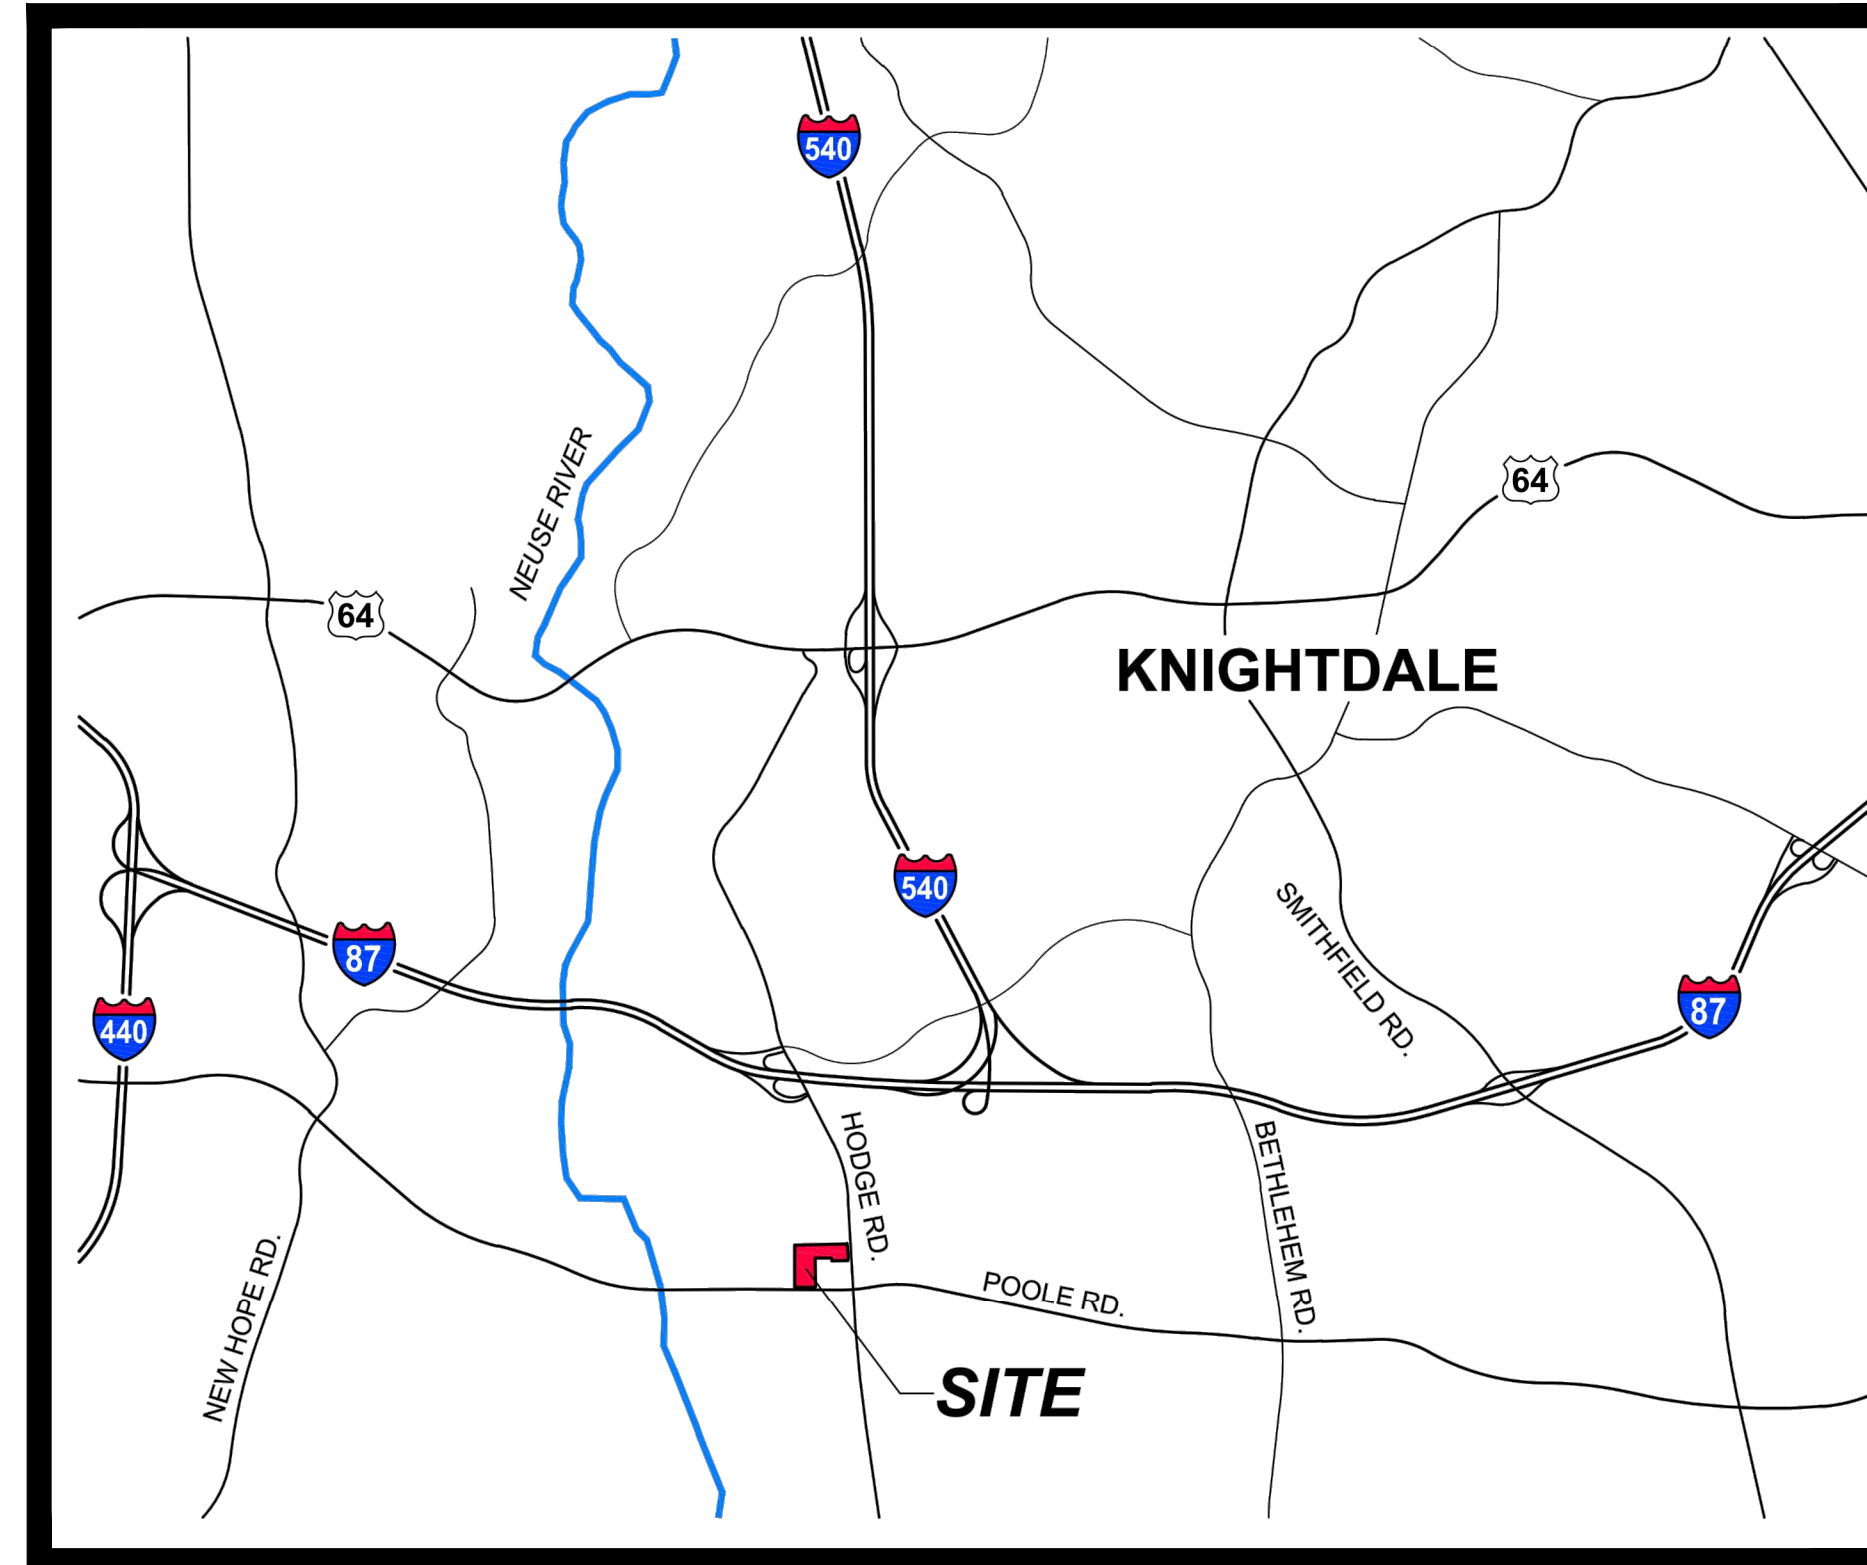 540
NEUSE RIVER
64
64
KNIGHTDALE
540
SMITHFIELD RD.
87
87
440
HODGE RD.
BETHLEHEM RD.
NEW HOPE RD.
POOLE RD.
SITE